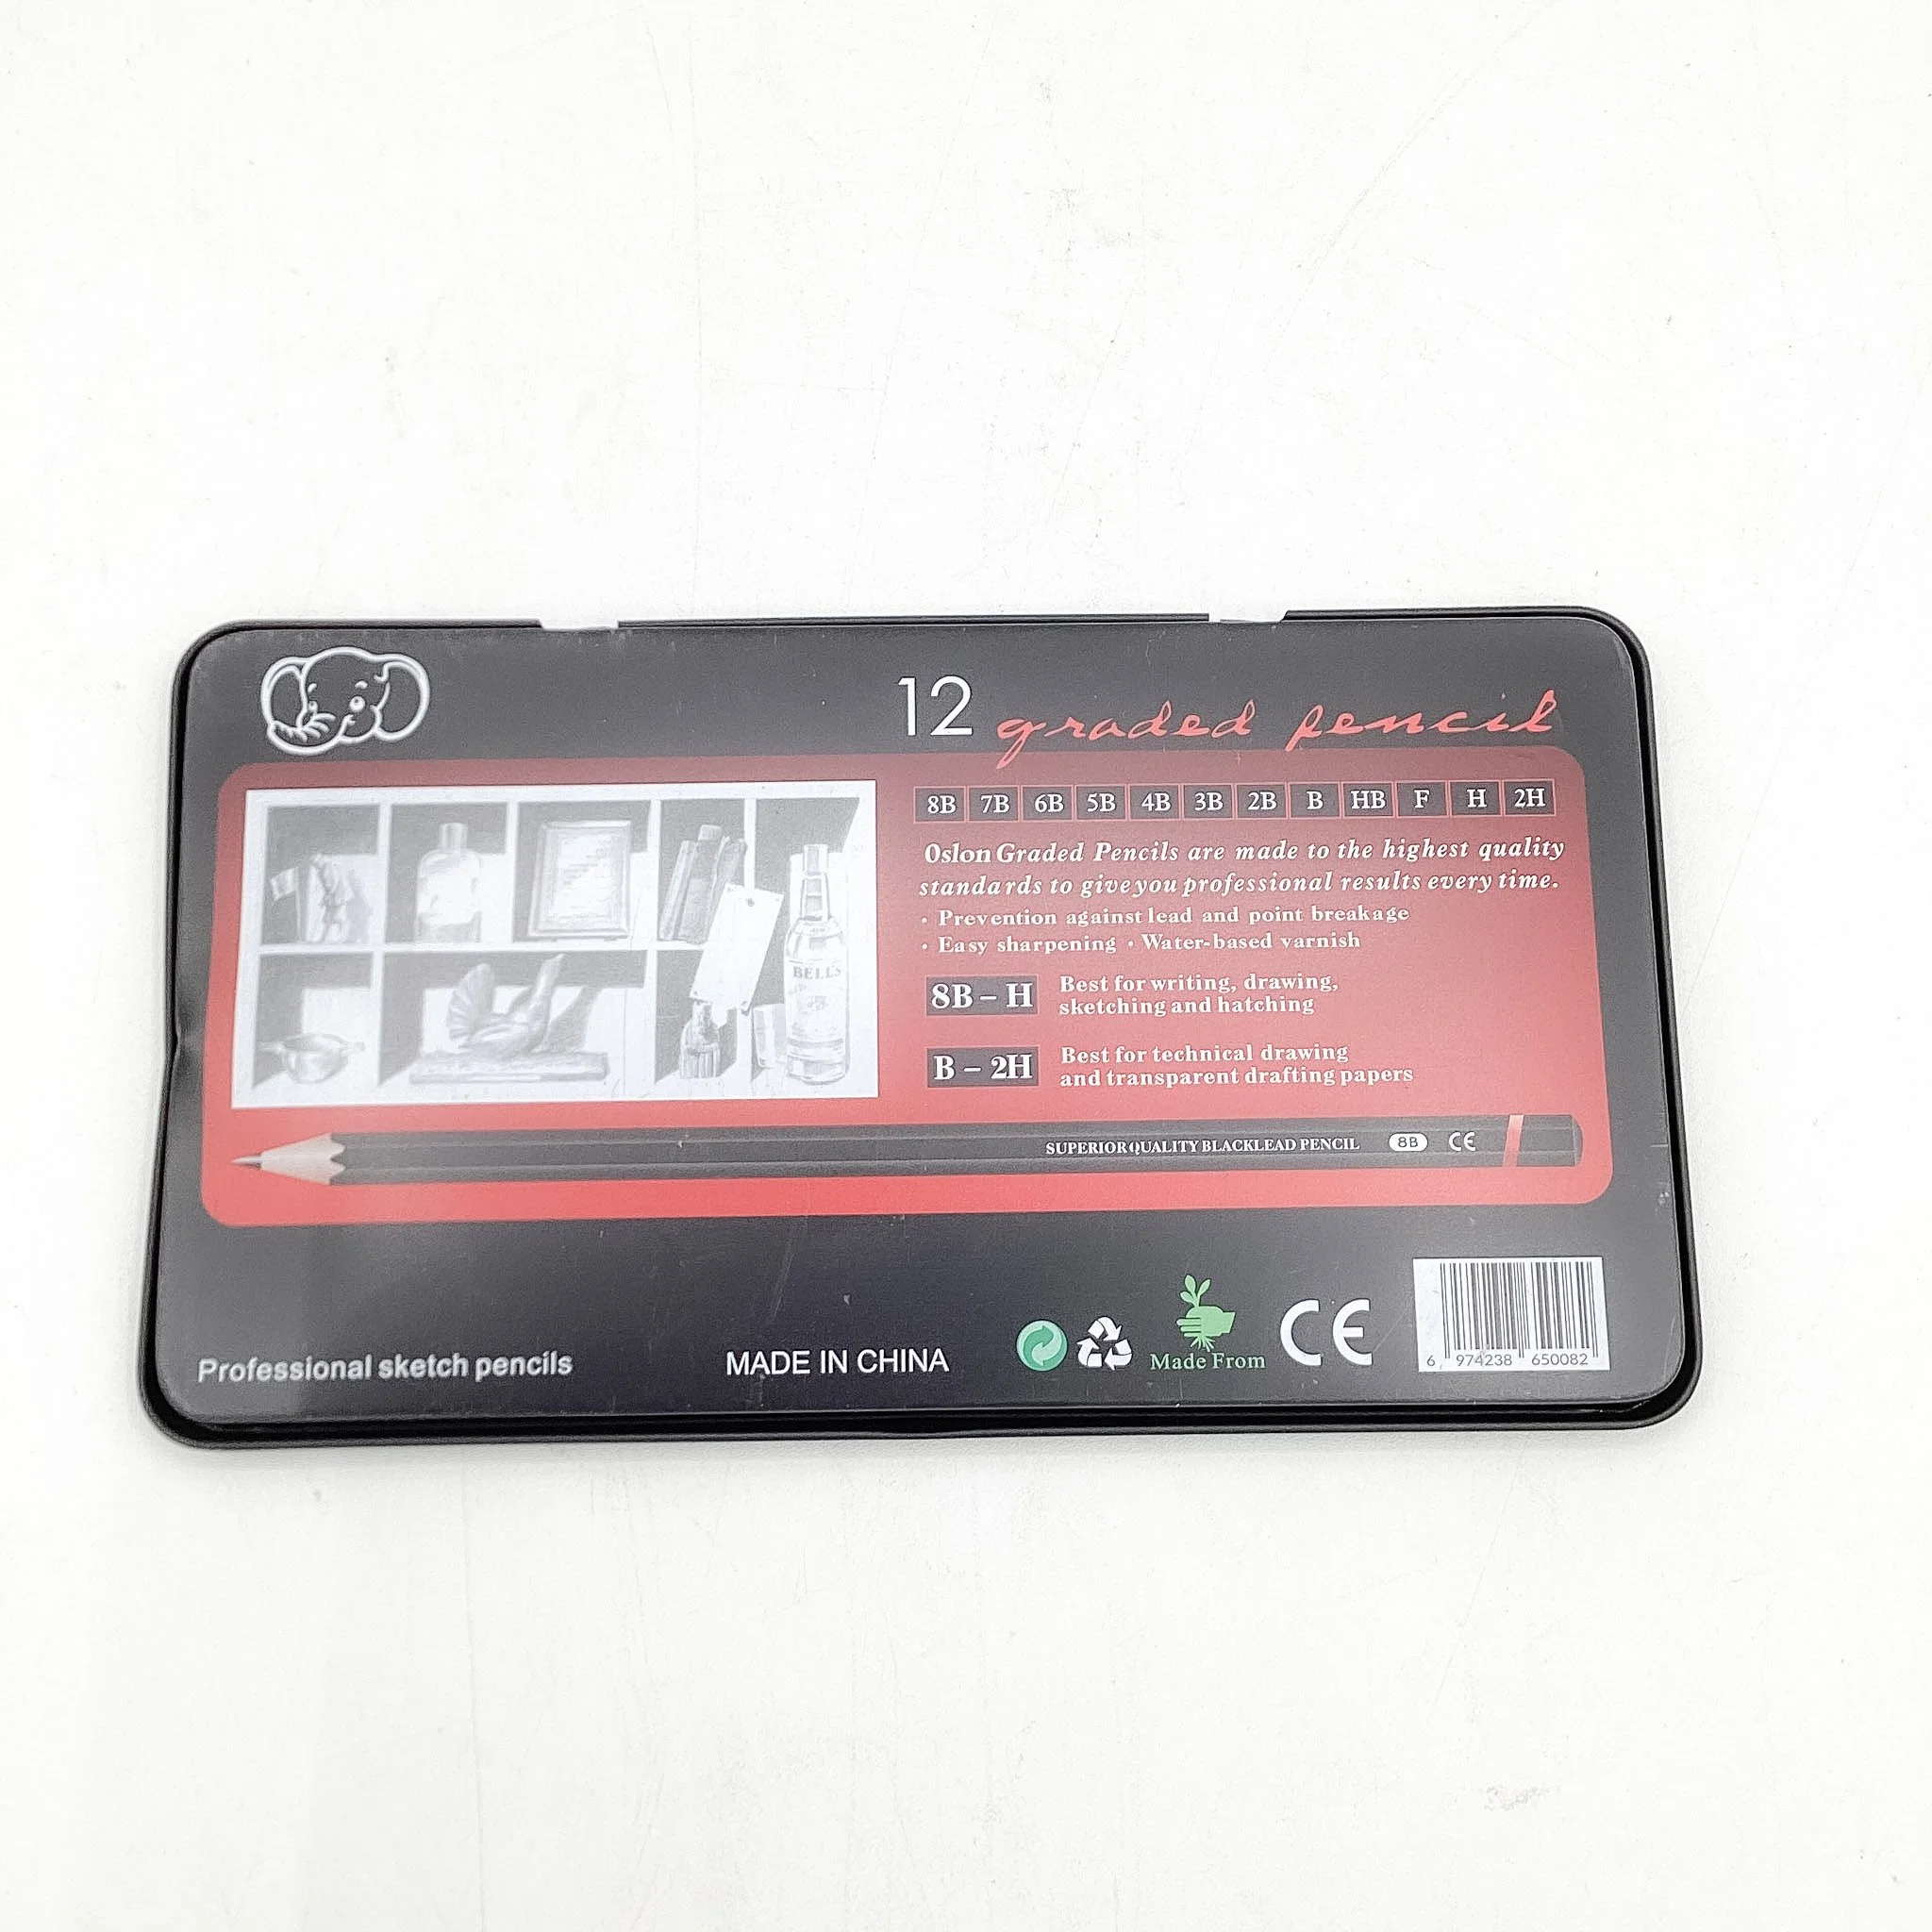 12 graded pencil
8B 7B 6B 5B 4B 3B 2B B HB F H 2H
Oslon Graded Pencils are made to the highest quality
standards to give you professional results every time.
• Prevention against lead and point breakage
• Easy sharpening • Water-based varnish
8B – H
Best for writing, drawing,
sketching and hatching
B – 2H
Best for technical drawing
and transparent drafting papers
BELL'S
SUPERIOR QUALITY BLACKLEAD PENCIL 8B CE
Professional sketch pencils
MADE IN CHINA
Made From
CE
6 974238 650082